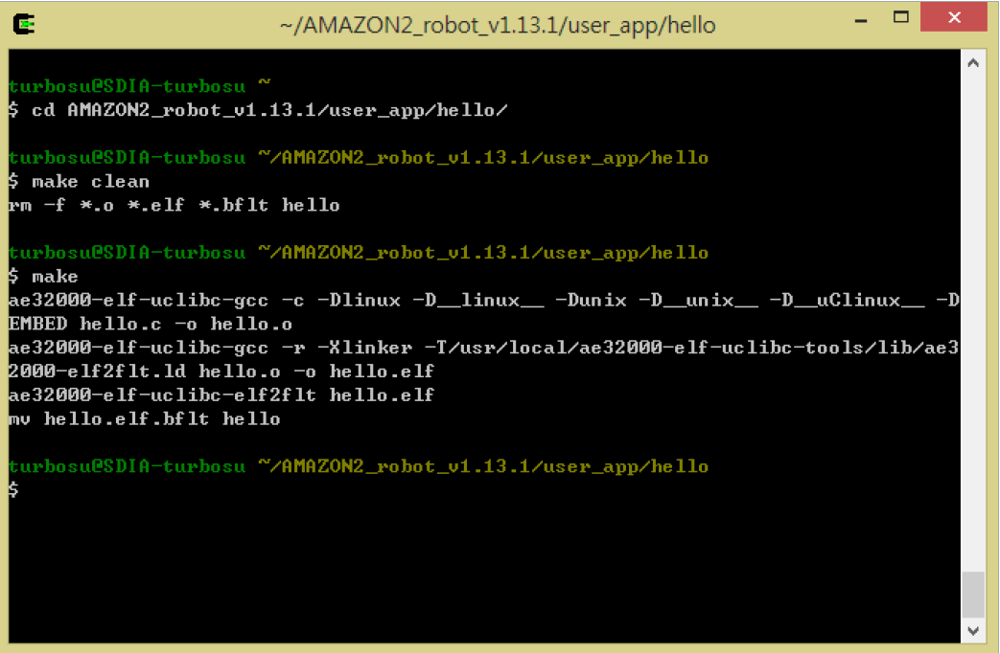 ~/AMAZON2_robot_v1.13.1/user_app/hello
turbosu@SDIA-turbosu ~
$ cd AMAZON2_robot_v1.13.1/user_app/hello/
turbosu@SDIA-turbosu ~/AMAZON2_robot_v1.13.1/user_app/hello
$ make clean
rm -f *.o *.elf *.bflt hello
turbosu@SDIA-turbosu ~/AMAZON2_robot_v1.13.1/user_app/hello
$ make
ae32000-elf-uclibc-gcc -c -Dlinux -D__linux__ -Dunix -D__unix__ -D__uClinux__ -D
EMBED hello.c -o hello.o
ae32000-elf-uclibc-gcc -r -Xlinker -T/usr/local/ae32000-elf-uclibc-tools/lib/ae3
2000-elf2flt.ld hello.o -o hello.elf
ae32000-elf-uclibc-elf2flt hello.elf
mv hello.elf.bflt hello
turbosu@SDIA-turbosu ~/AMAZON2_robot_v1.13.1/user_app/hello
$